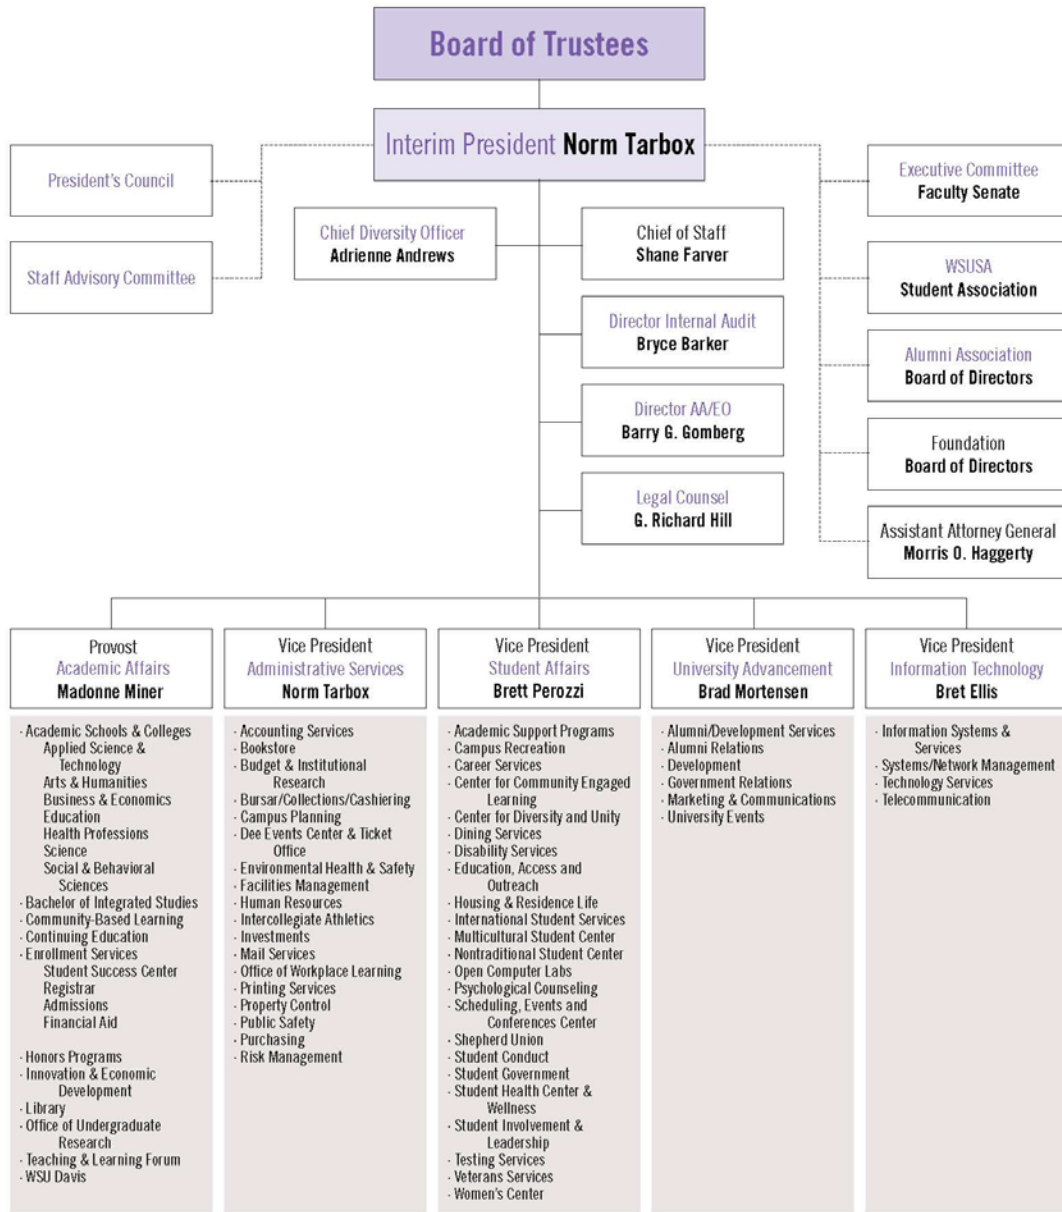 Board of Trustees
Interim President Norm Tarbox
President's Council
Staff Advisory Committee
Chief Diversity Officer
Adrienne Andrews
Chief of Staff
Shane Farver
Director Internal Audit
Bryce Barker
Director AA/EO
Barry G. Gomberg
Legal Counsel
G. Richard Hill
Executive Committee
Faculty Senate
WSUSA
Student Association
Alumni Association
Board of Directors
Foundation
Board of Directors
Assistant Attorney General
Morris O. Haggerty
Provost
Academic Affairs
Madonne Miner
· Academic Schools & Colleges
Applied Science &
Technology
Arts & Humanities
Business & Economics
Education
Health Professions
Science
Social & Behavioral
Sciences
· Bachelor of Integrated Studies
· Community-Based Learning
· Continuing Education
· Enrollment Services
Student Success Center
Registrar
Admissions
Financial Aid
· Honors Programs
· Innovation & Economic
Development
· Library
· Office of Undergraduate
Research
· Teaching & Learning Forum
· WSU Davis
Vice President
Administrative Services
Norm Tarbox
· Accounting Services
· Bookstore
· Budget & Institutional
Research
· Bursar/Collections/Cashiering
· Campus Planning
· Dee Events Center & Ticket
Office
· Environmental Health & Safety
· Facilities Management
· Human Resources
· Intercollegiate Athletics
· Investments
· Mail Services
· Office of Workplace Learning
· Printing Services
· Property Control
· Public Safety
· Purchasing
· Risk Management
Vice President
Student Affairs
Brett Perozzi
· Academic Support Programs
· Campus Recreation
· Career Services
· Center for Community Engaged
Learning
· Center for Diversity and Unity
· Dining Services
· Disability Services
· Education, Access and
Outreach
· Housing & Residence Life
· International Student Services
· Multicultural Student Center
· Nontraditional Student Center
· Open Computer Labs
· Psychological Counseling
· Scheduling, Events and
Conferences Center
· Shepherd Union
· Student Conduct
· Student Government
· Student Health Center &
Wellness
· Student Involvement &
Leadership
· Testing Services
· Veterans Services
· Women's Center
Vice President
University Advancement
Brad Mortensen
· Alumni/Development Services
· Alumni Relations
· Development
· Government Relations
· Marketing & Communications
· University Events
Vice President
Information Technology
Bret Ellis
· Information Systems &
Services
· Systems/Network Management
· Technology Services
· Telecommunication